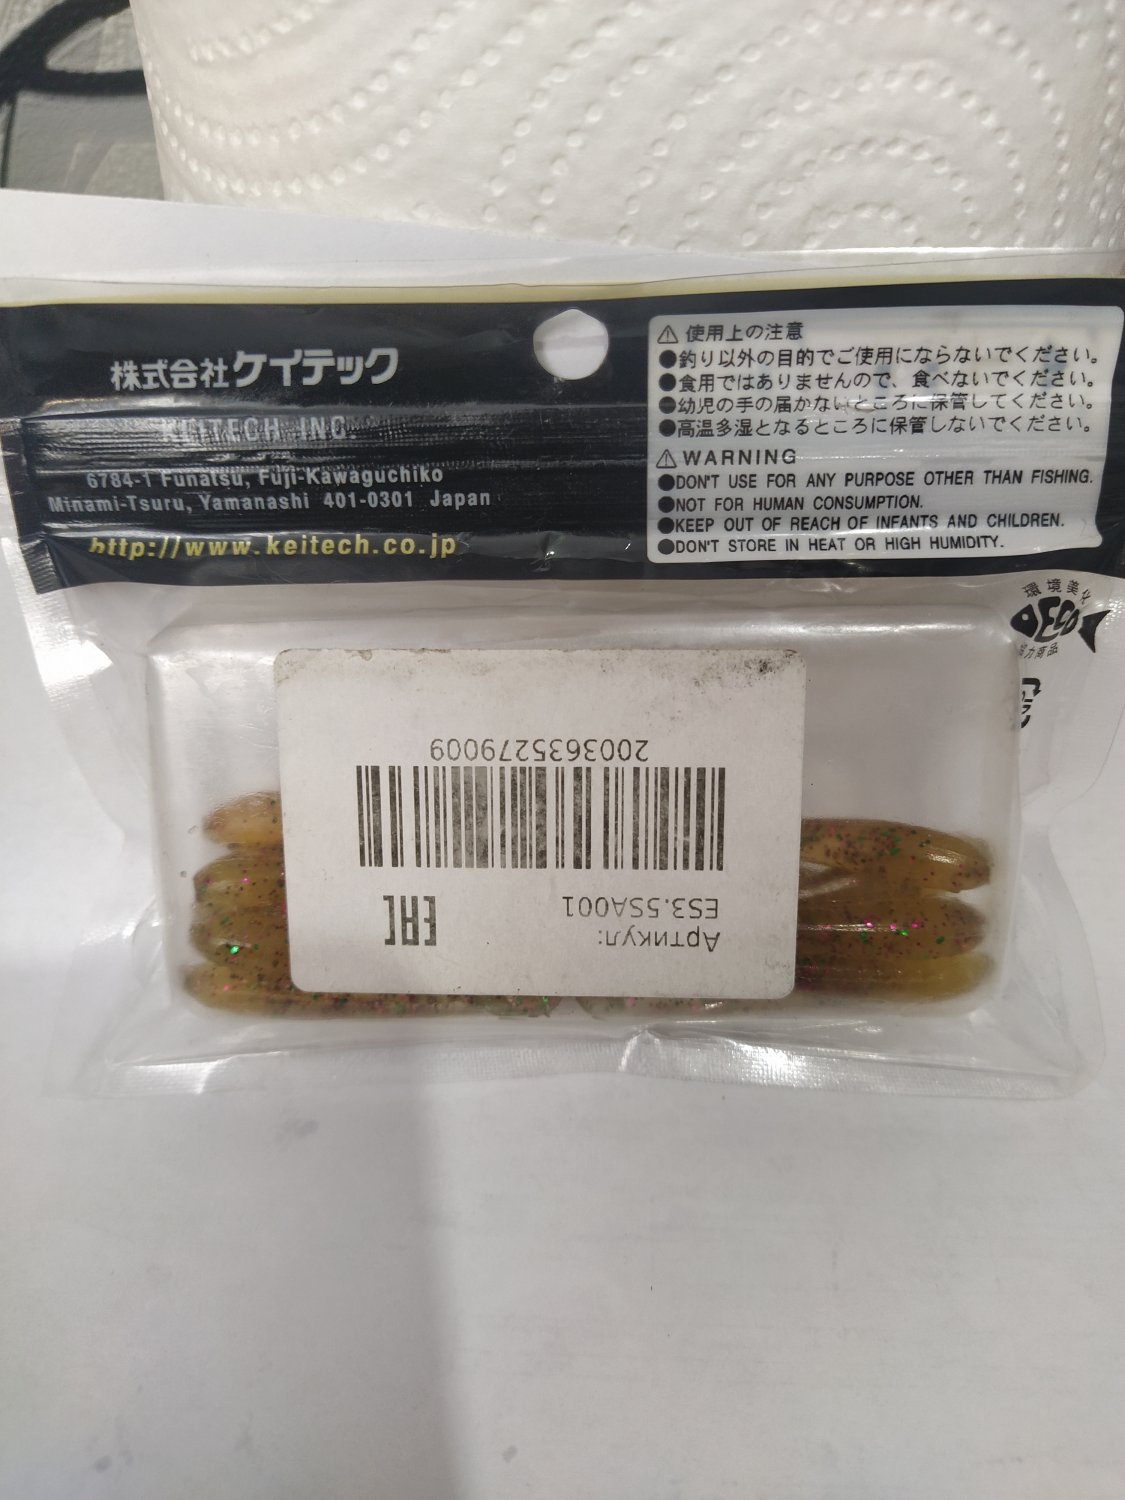 株式会社ケイテック
KEITECH INC.
6784-1 Funatsu, Fuji-Kawaguchiko
Minami-Tsuru, Yamanashi 401-0301 Japan
http://www.keitech.co.jp
⚠ 使用上の注意
●釣り以外の目的でご使用にならないでください。
●食用ではありませんので、食べないでください。
●幼児の手の届かないところに保管してください。
●高温多湿となるところに保管しないでください。
⚠ WARNING
●DON'T USE FOR ANY PURPOSE OTHER THAN FISHING.
●NOT FOR HUMAN CONSUMPTION.
●KEEP OUT OF REACH OF INFANTS AND CHILDREN.
●DON'T STORE IN HEAT OR HIGH HUMIDITY.
環境美化
ECO
力商品
Артикул:
ES3.5SA001
EAC
2003635279009